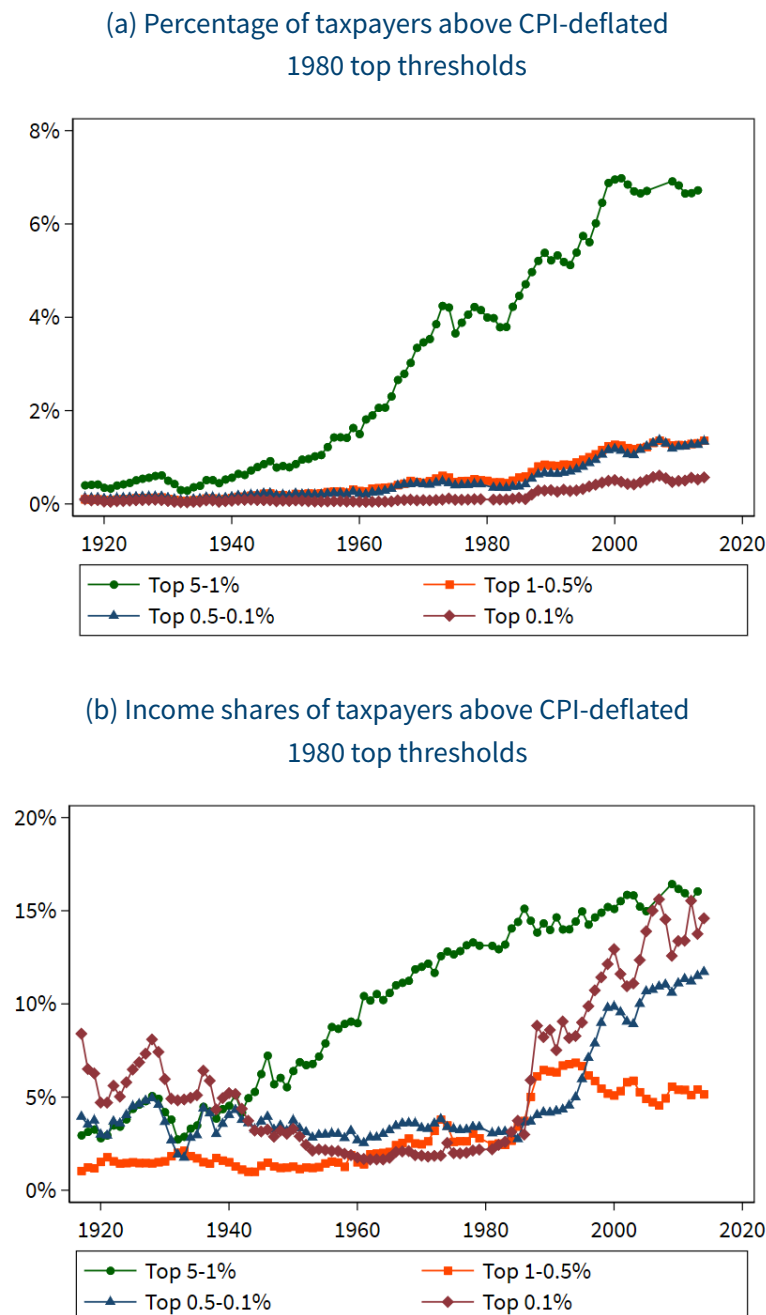 (a) Percentage of taxpayers above CPI-deflated
1980 top thresholds
8%
6%
4%
2%
0%
1920 1940 1960 1980 2000 2020
Top 5-1% Top 1-0.5%
Top 0.5-0.1% Top 0.1%
(b) Income shares of taxpayers above CPI-deflated
1980 top thresholds
20%
15%
10%
5%
0%
1920 1940 1960 1980 2000 2020
Top 5-1% Top 1-0.5%
Top 0.5-0.1% Top 0.1%